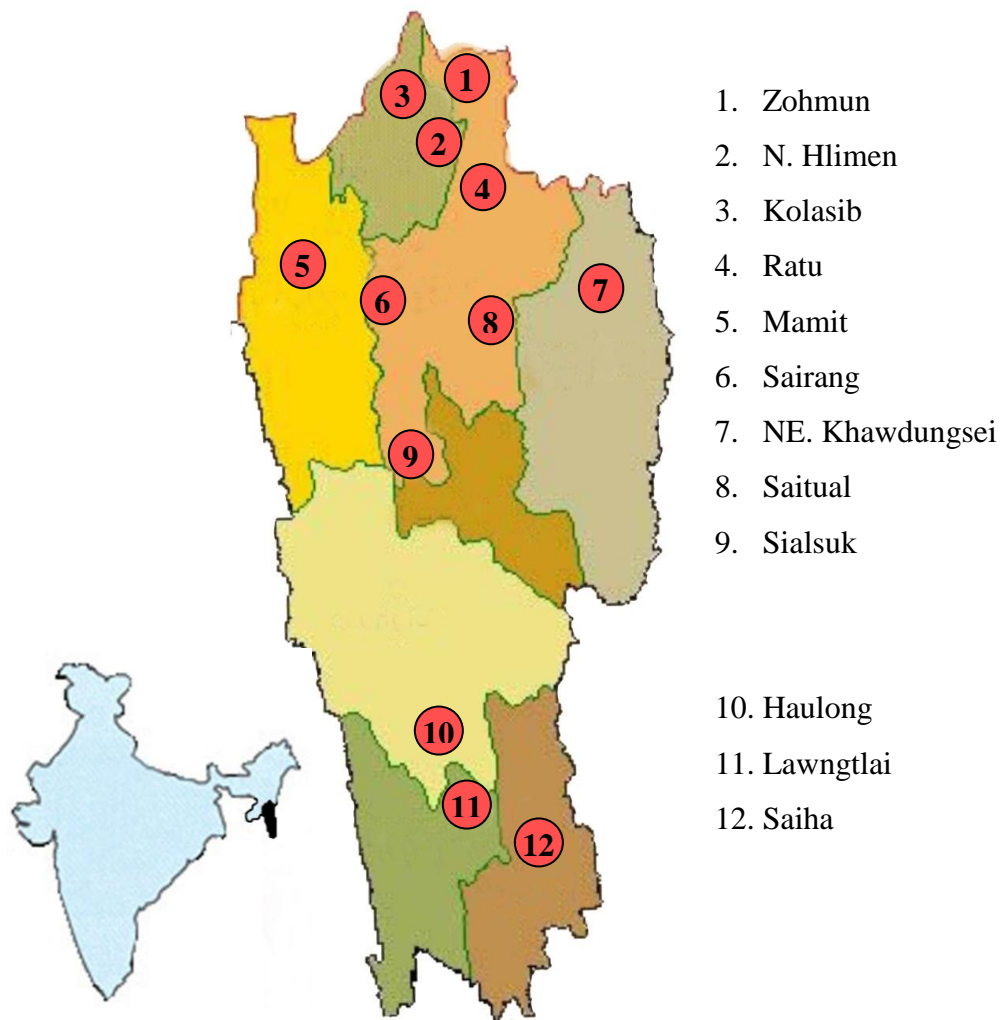 1
3
2
4
5
6
7
8
9
10
11
12
1. Zohmun
2. N. Hlimen
3. Kolasib
4. Ratu
5. Mamit
6. Sairang
7. NE. Khawdungsei
8. Saitual
9. Sialsuk
10. Haulong
11. Lawngtlai
12. Saiha